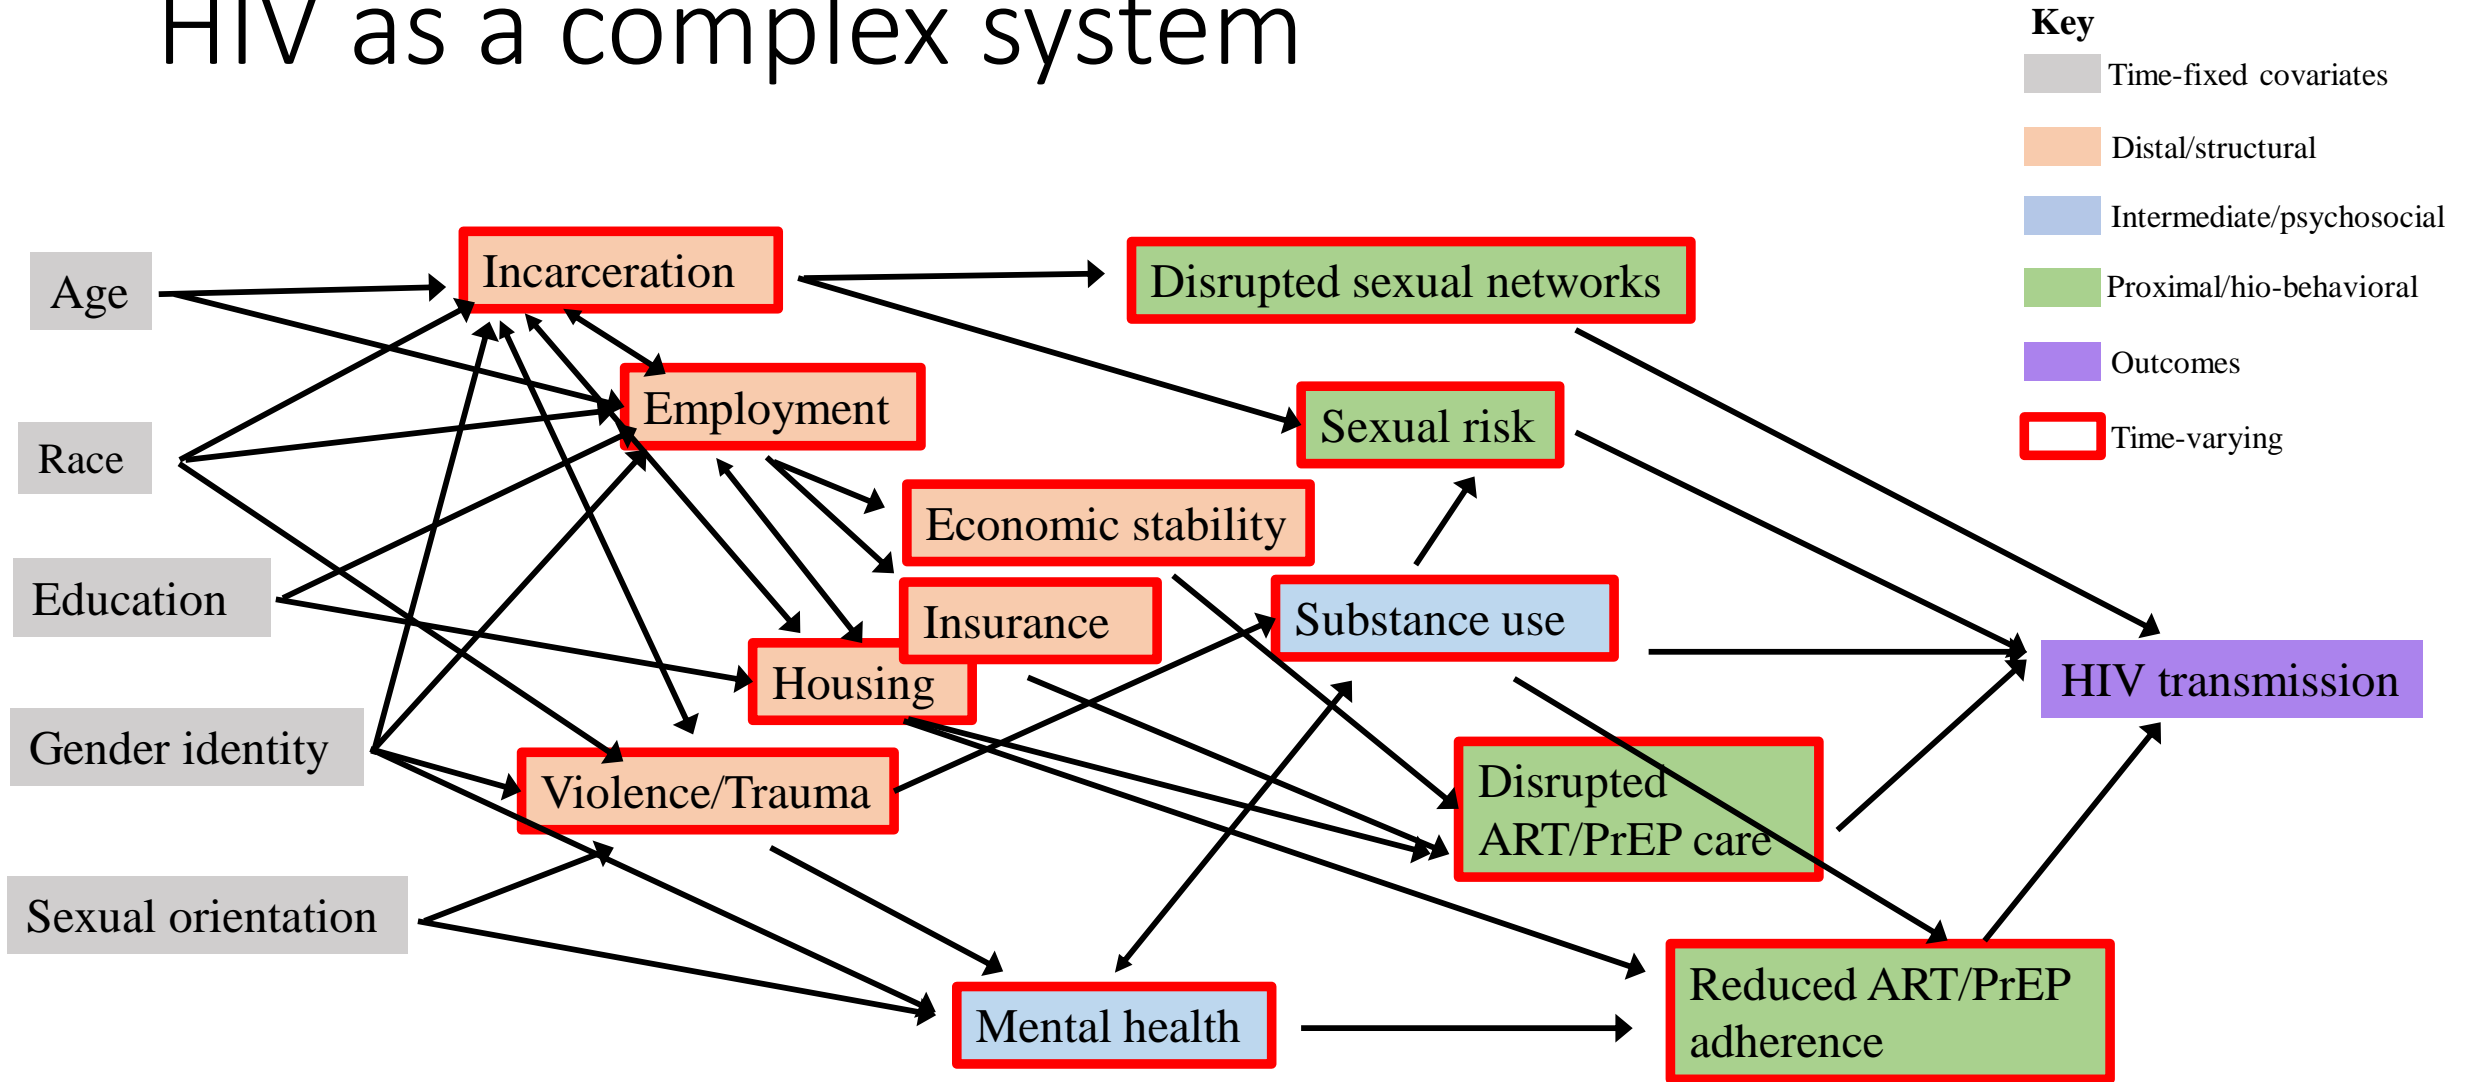 HIV as a complex system
Key
Time-fixed covariates
Distal/structural
Intermediate/psychosocial
Proximal/hio-behavioral
Outcomes
Time-varying
Age
Race
Education
Gender identity
Sexual orientation
Incarceration
Employment
Economic stability
Insurance
Housing
Violence/Trauma
Mental health
Disrupted sexual networks
Sexual risk
Substance use
Disrupted
ART/PrEP care
Reduced ART/PrEP
adherence
HIV transmission